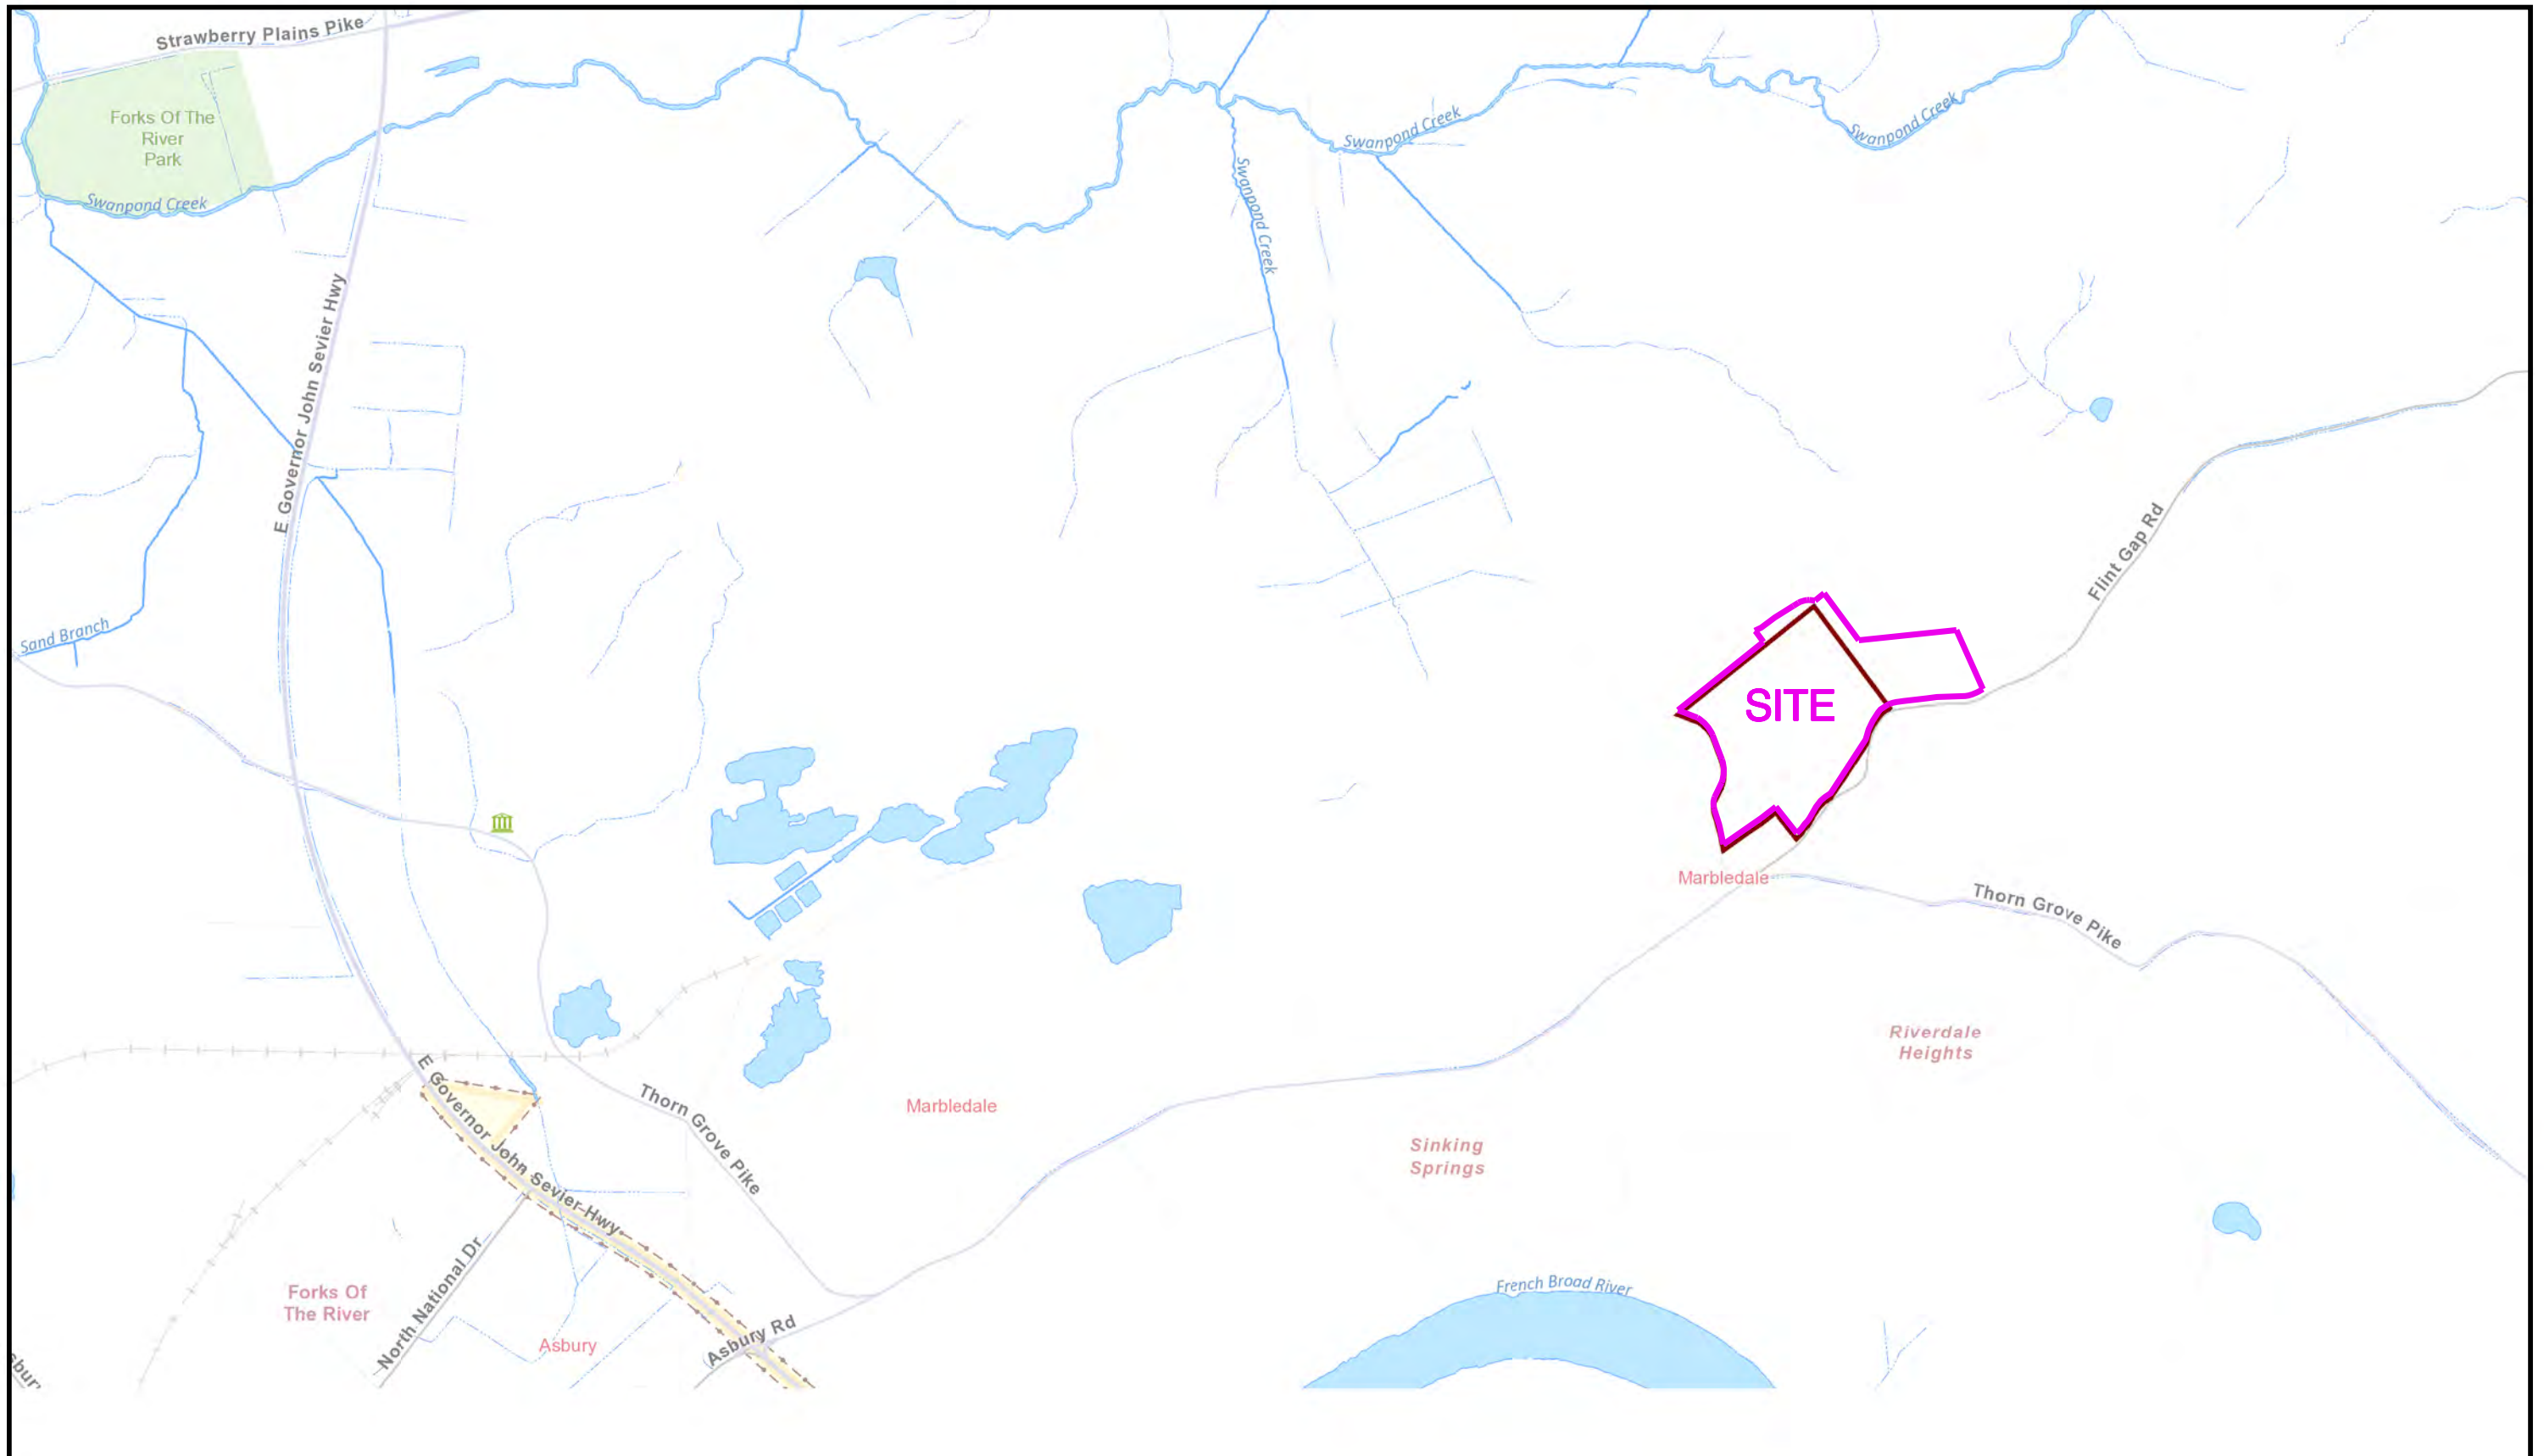 Strawberry Plains Pike
Forks Of The
River
Park
Swanpond Creek
Swanpond Creek
Swanpond Creek
Swanpond Creek
E Governor John Sevier Hwy
Flint Gap Rd
Sand Branch
SITE
Marbledale
Thorn Grove Pike
Riverdale
Heights
E Governor John Sevier Hwy
Thorn Grove Pike
Marbledale
Sinking
Springs
French Broad River
North National Dr
Forks Of
The River
Asbury
Asbury Rd